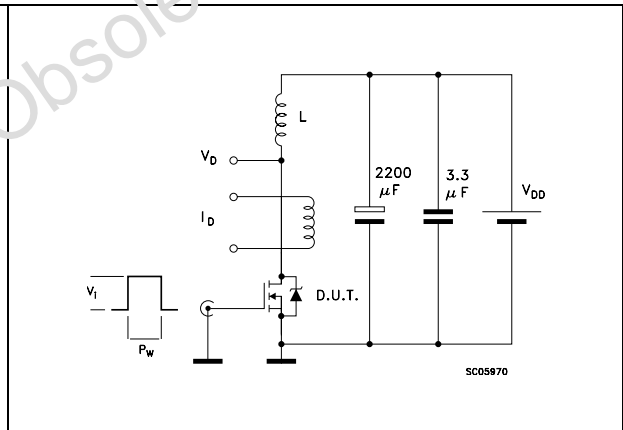 Obsole
L
V_D
2200
μF
3.3
μF
V_DD
I_D
D.U.T.
V_i
P_W
SC05970